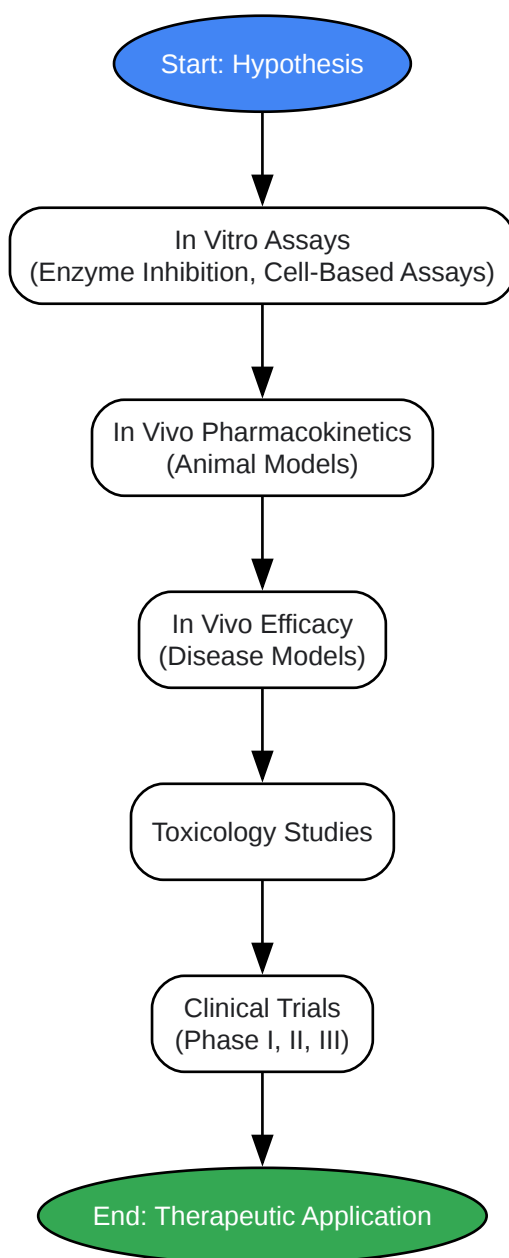 Start: Hypothesis
In Vitro Assays
(Enzyme Inhibition, Cell-Based Assays)
In Vivo Pharmacokinetics
(Animal Models)
In Vivo Efficacy
(Disease Models)
Toxicology Studies
Clinical Trials
(Phase I, II, III)
End: Therapeutic Application